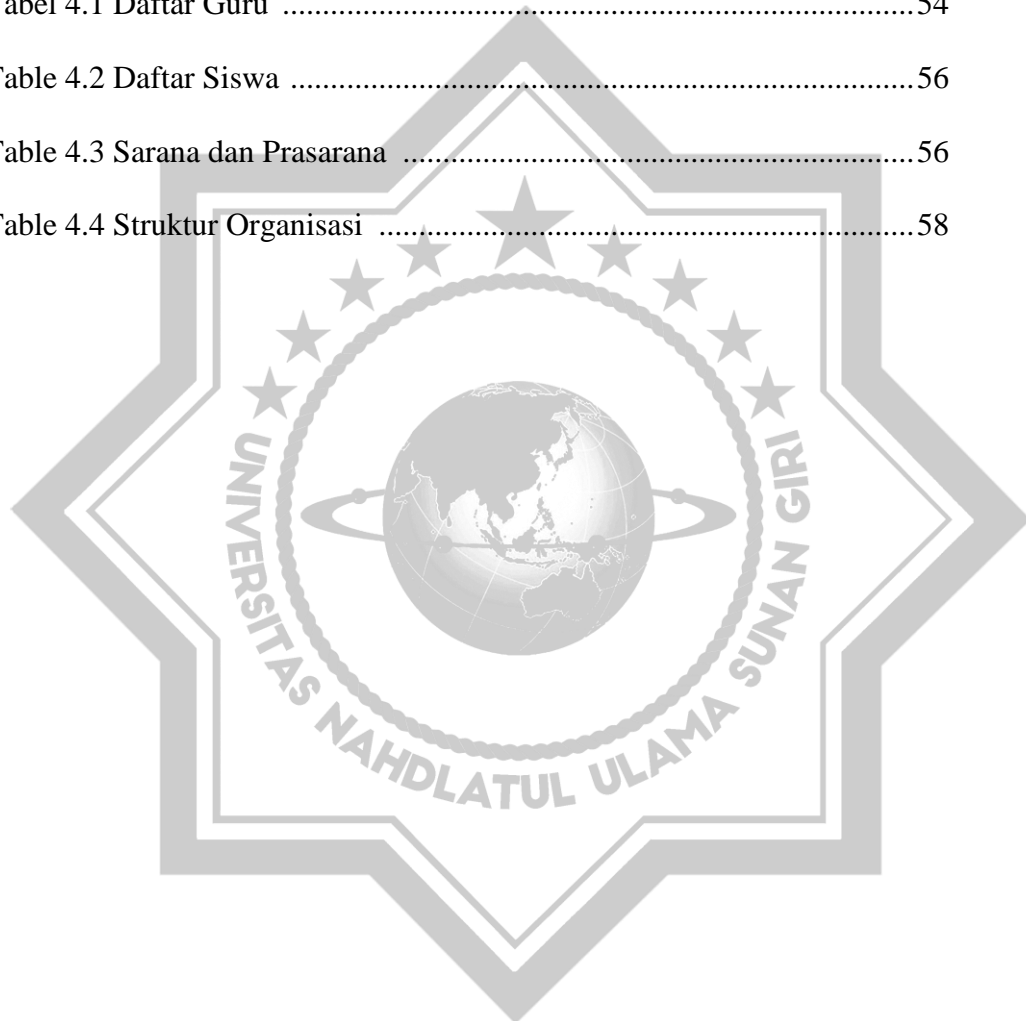 Tabel 4.1 Daftar Guru ................................................................................ 54
Table 4.2 Daftar Siswa ............................................................................... 56
Table 4.3 Sarana dan Prasarana ................................................................. 56
Table 4.4 Struktur Organisasi .................................................................... 58
UNIVERSITAS NAHDLATUL ULAMA SUNAN GIRI